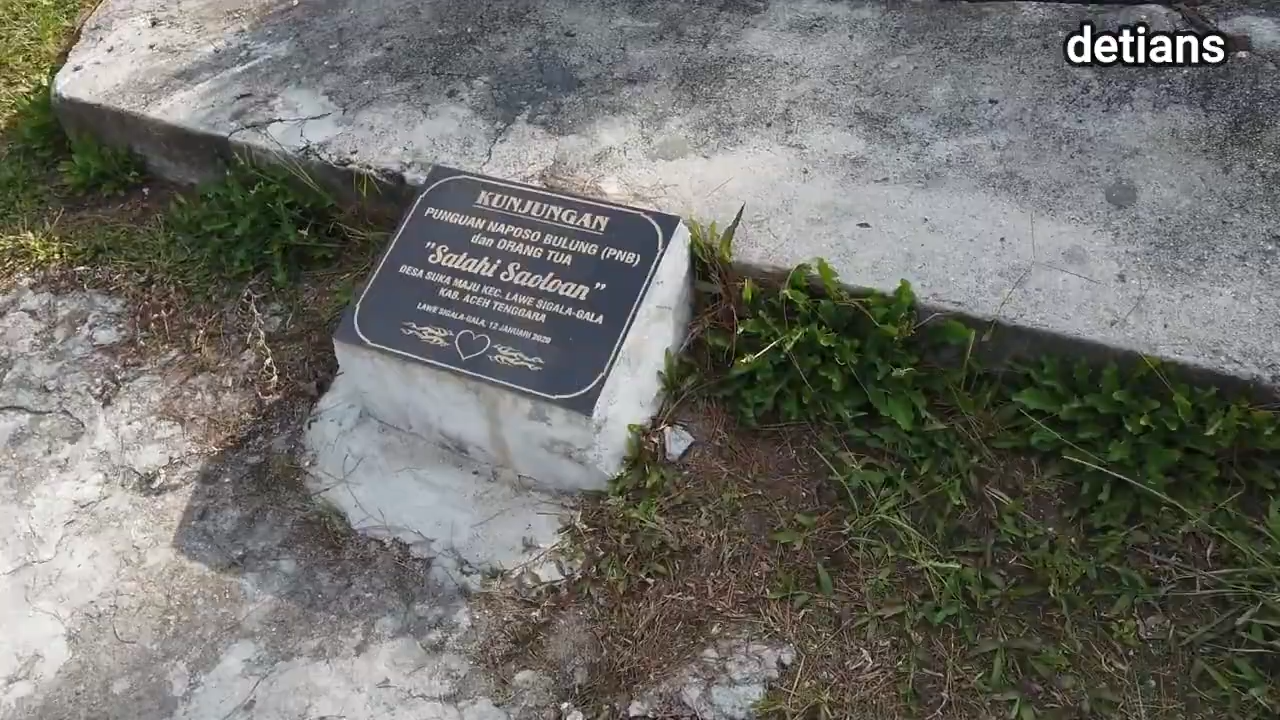 detians
KUNJUNGAN
PUNGUAN NAPOSO BULUNG (PNB)
dan ORANG TUA
"Satahi Saoloan"
DESA SUKA MAJU KEC. LAWE SIGALA-GALA
KAB. ACEH TENGGARA
LAWE SIGALA-GALA, 12 JANUARI 2020